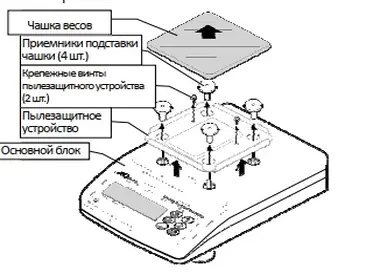 Чашка весов
Приемники подставки
чашки (4 шт.)
Крепежные винты
пылезащитного устройства
(2 шт.)
Пылезащитное
устройство
Основной блок